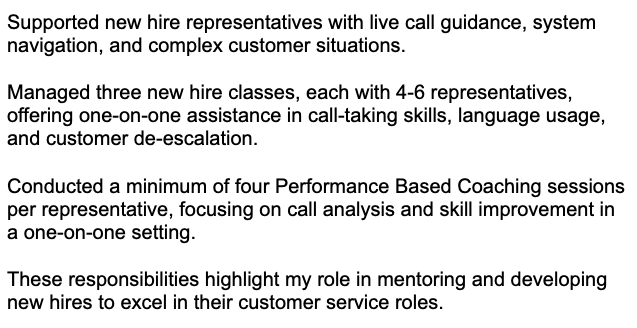 Supported new hire representatives with live call guidance, system
navigation, and complex customer situations.
Managed three new hire classes, each with 4-6 representatives,
offering one-on-one assistance in call-taking skills, language usage,
and customer de-escalation.
Conducted a minimum of four Performance Based Coaching sessions
per representative, focusing on call analysis and skill improvement in
a one-on-one setting.
These responsibilities highlight my role in mentoring and developing
new hires to excel in their customer service roles.